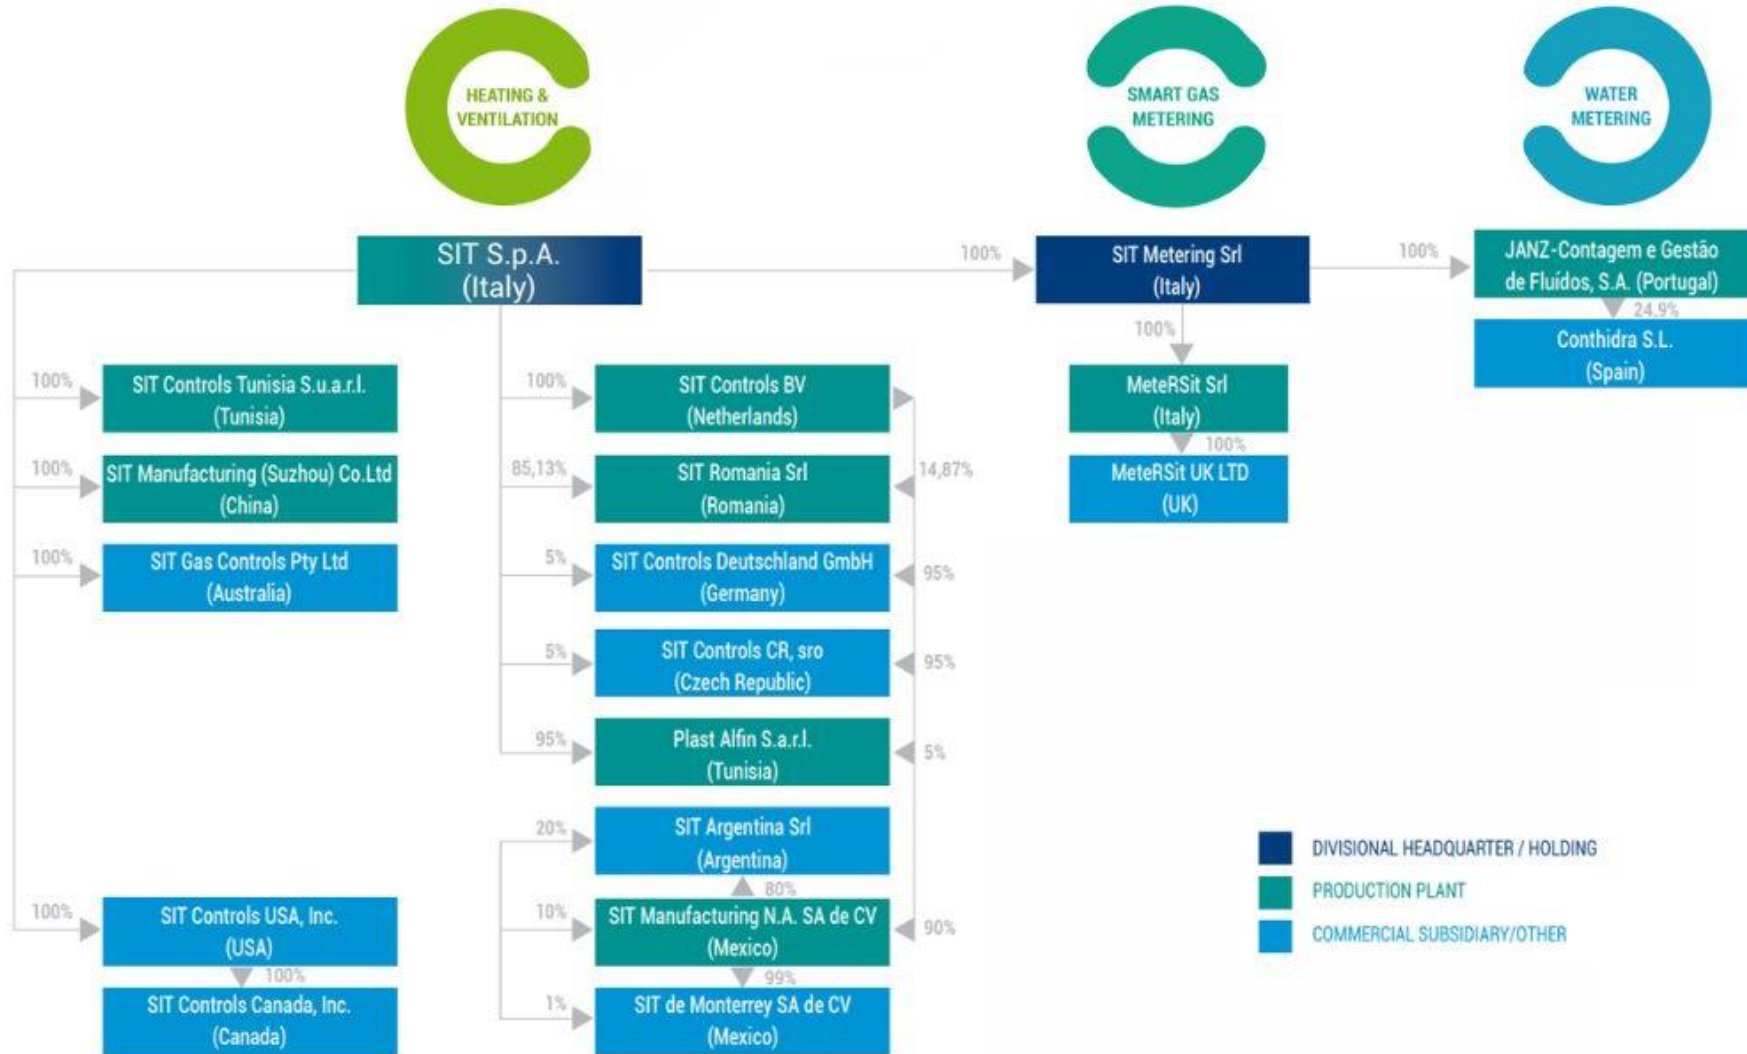 HEATING &
VENTILATION
SMART GAS
METERING
WATER
METERING
SIT S.p.A.
(Italy)
100%
SIT Metering Srl
(Italy)
100%
JANZ-Contagem e Gestão
de Fluídos, S.A. (Portugal)
24,9%
Conthidra S.L.
(Spain)
100%
MeteRSit Srl
(Italy)
100%
MeteRSit UK LTD
(UK)
100%
SIT Controls Tunisia S.u.a.r.l.
(Tunisia)
100%
SIT Manufacturing (Suzhou) Co.Ltd
(China)
100%
SIT Gas Controls Pty Ltd
(Australia)
100%
SIT Controls USA, Inc.
(USA)
100%
SIT Controls Canada, Inc.
(Canada)
100%
SIT Controls BV
(Netherlands)
85,13%
SIT Romania Srl
(Romania)
14,87%
5%
SIT Controls Deutschland GmbH
(Germany)
95%
5%
SIT Controls CR, sro
(Czech Republic)
95%
95%
Plast Alfin S.a.r.l.
(Tunisia)
5%
20%
SIT Argentina Srl
(Argentina)
80%
10%
SIT Manufacturing N.A. SA de CV
(Mexico)
90%
99%
1%
SIT de Monterrey SA de CV
(Mexico)
DIVISIONAL HEADQUARTER / HOLDING
PRODUCTION PLANT
COMMERCIAL SUBSIDIARY/OTHER